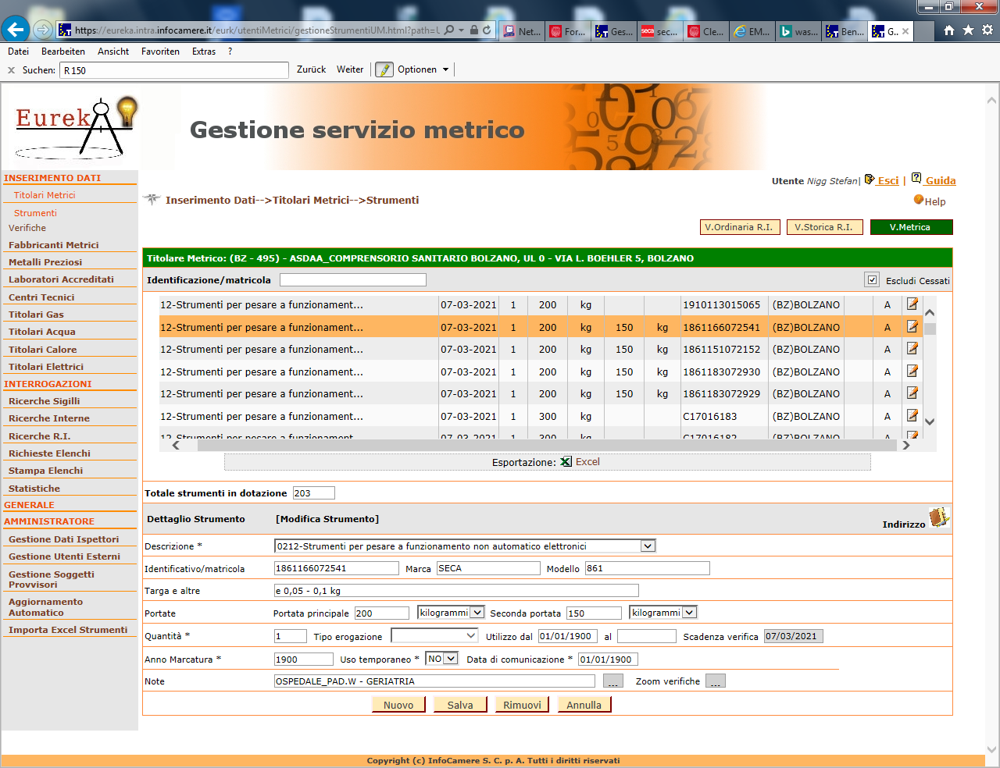 https://eureka.intra.infocamere.it/eurk/utentiMetrici/gestioneStrumentiUM.html?path=
Net...
For...
Ges...
seca sec...
Cle...
EM...
was...
Ben...
G..
Datei Bearbeiten Ansicht Favoriten Extras ?
Suchen: R 150 Zurück Weiter Optionen
Eureka
Gestione servizio metrico
Utente Nigg Stefan| Esci | Guida
Inserimento Dati-->Titolari Metrici-->Strumenti
Help
V.Ordinaria R.I. V.Storica R.I. V.Metrica
INSERIMENTO DATI
Titolari Metrici
Strumenti
Verifiche
Fabbricanti Metrici
Metalli Preziosi
Laboratori Accreditati
Centri Tecnici
Titolari Gas
Titolari Acqua
Titolari Calore
Titolari Elettrici
INTERROGAZIONI
Ricerche Sigilli
Ricerche Interne
Ricerche R.I.
Richieste Elenchi
Stampa Elenchi
Statistiche
GENERALE
AMMINISTRATORE
Gestione Dati Ispettori
Gestione Utenti Esterni
Gestione Soggetti
Provvisori
Aggiornamento
Automatico
Importa Excel Strumenti
Titolare Metrico: (BZ - 495) - ASDAA_COMPRENSORIO SANITARIO BOLZANO, UL 0 - VIA L. BOEHLER 5, BOLZANO
Identificazione/matricola Escludi Cessati
12-Strumenti per pesare a funzionament... 07-03-2021 1 200 kg 1910113015065 (BZ)BOLZANO A
12-Strumenti per pesare a funzionament... 07-03-2021 1 200 kg 150 kg 1861166072541 (BZ)BOLZANO A
12-Strumenti per pesare a funzionament... 07-03-2021 1 200 kg 150 kg 1861151072152 (BZ)BOLZANO A
12-Strumenti per pesare a funzionament... 07-03-2021 1 200 kg 150 kg 1861183072930 (BZ)BOLZANO A
12-Strumenti per pesare a funzionament... 07-03-2021 1 200 kg 150 kg 1861183072929 (BZ)BOLZANO A
12-Strumenti per pesare a funzionament... 07-03-2021 1 300 kg C17016183 (BZ)BOLZANO A
12-Strumenti per pesare a funzionament... 07-03-2021 1 300 kg C17016182 (BZ)BOLZANO A
Esportazione: Excel
Totale strumenti in dotazione 203
Dettaglio Strumento [Modifica Strumento] Indirizzo
Descrizione * 0212-Strumenti per pesare a funzionamento non automatico elettronici
Identificativo/matricola 1861166072541 Marca SECA Modello 861
Targa e altre e 0,05 - 0,1 kg
Portate Portata principale 200 kilogrammi Seconda portata 150 kilogrammi
Quantità * 1 Tipo erogazione Utilizzo dal 01/01/1900 al Scadenza verifica 07/03/2021
Anno Marcatura * 1900 Uso temporaneo * NO Data di comunicazione * 01/01/1900
Note OSPEDALE_PAD.W - GERIATRIA ... Zoom verifiche ...
Nuovo Salva Rimuovi Annulla
Copyright (c) InfoCamere S. C. p. A. Tutti i diritti riservati